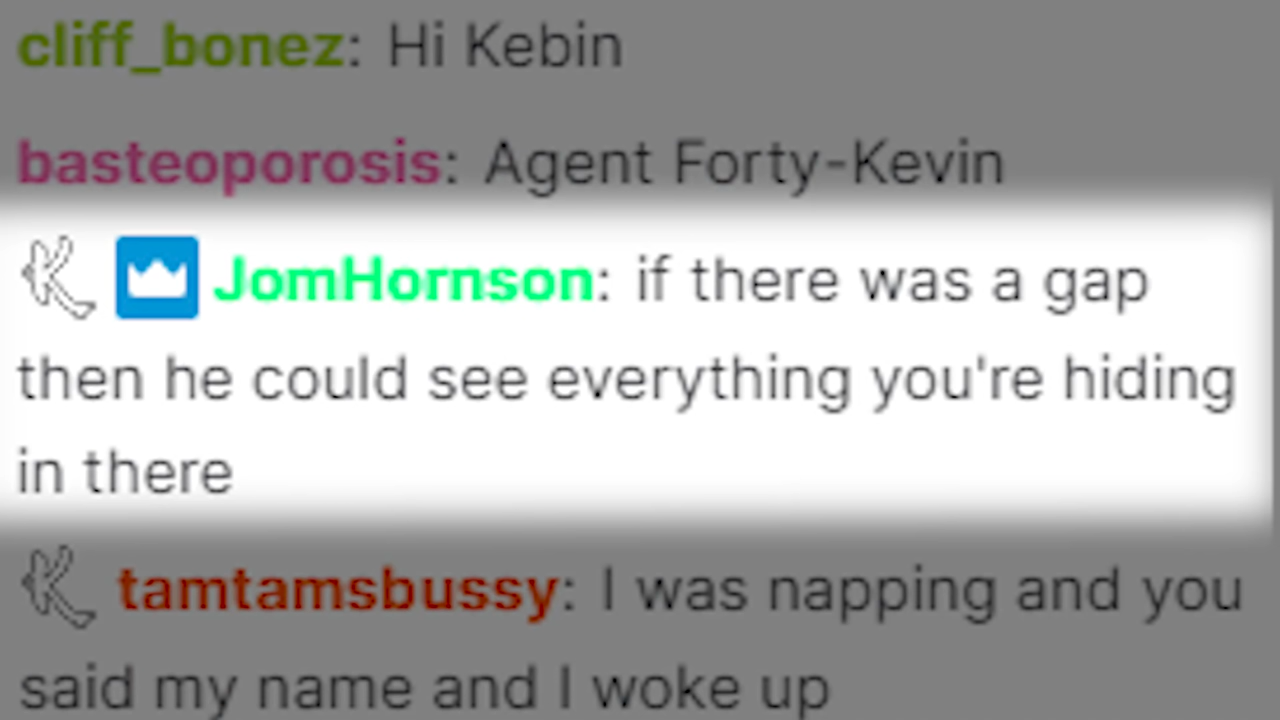 cliff_bonez: Hi Kebin
basteoporosis: Agent Forty-Kevin
JomHornson: if there was a gap
then he could see everything you're hiding
in there
tamtamsbussy: I was napping and you
said my name and I woke up